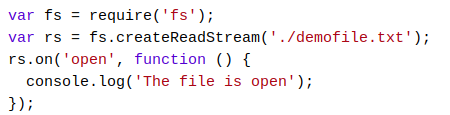 var fs = require('fs');
var rs = fs.createReadStream('./demofile.txt');
rs.on('open', function () {
  console.log('The file is open');
});